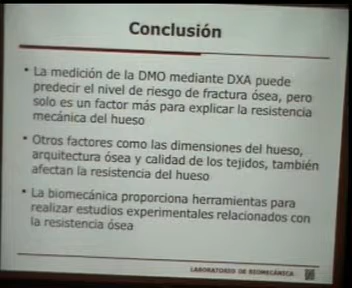 Conclusión
• La medición de la DMO mediante DXA puede
predecir el nivel de riesgo de fractura ósea, pero
solo es un factor más para explicar la resistencia
mecánica del hueso
• Otros factores como las dimensiones del hueso,
arquitectura ósea y calidad de los tejidos, también
afectan la resistencia del hueso
• La biomecánica proporciona herramientas para
realizar estudios experimentales relacionados con
la resistencia ósea
LABORATORIO DE BIOMECÁNICA